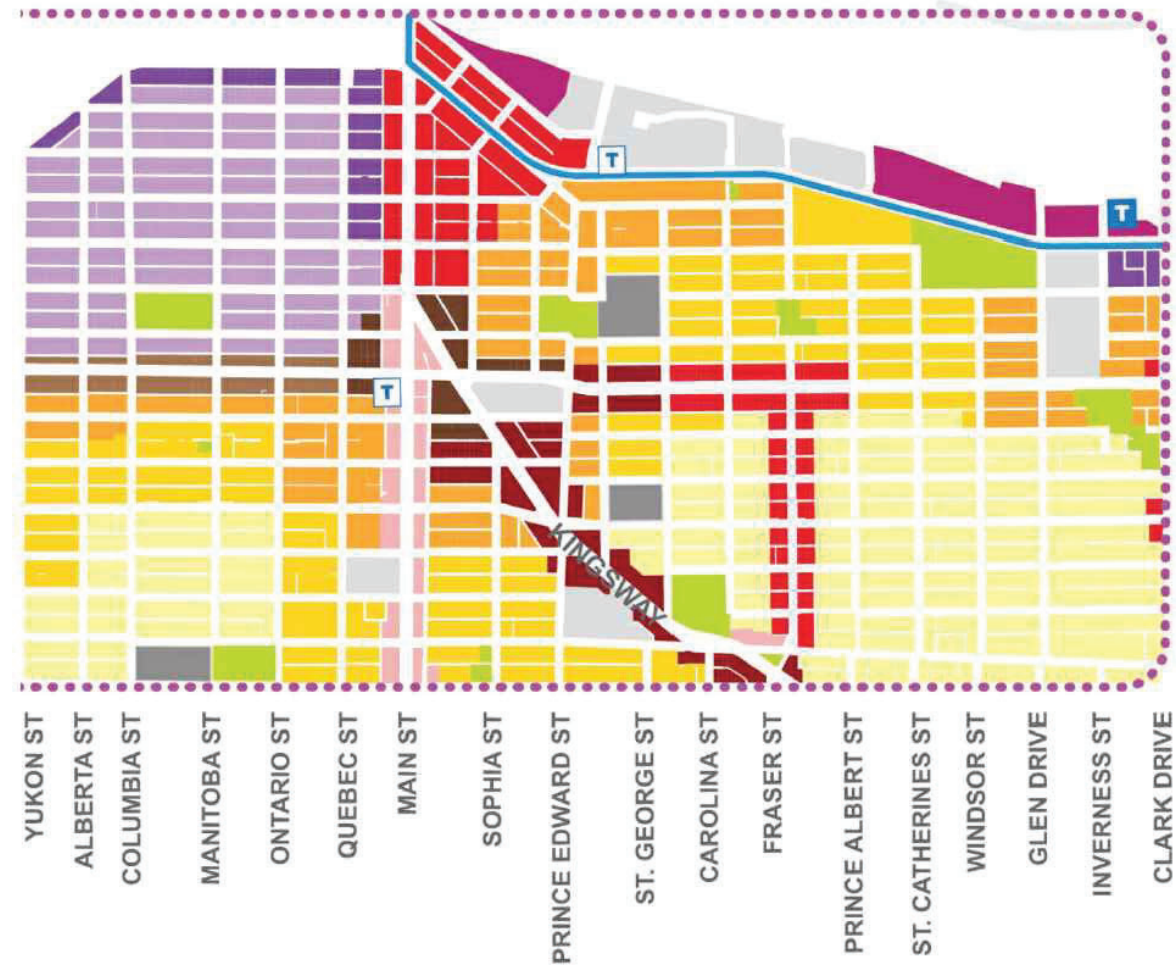 T
T
T
KINGSWAY
YUKON ST
ALBERTA ST
COLUMBIA ST
MANITOBA ST
ONTARIO ST
QUEBEC ST
MAIN ST
SOPHIA ST
PRINCE EDWARD ST
ST. GEORGE ST
CAROLINA ST
FRASER ST
PRINCE ALBERT ST
ST. CATHERINES ST
WINDSOR ST
GLEN DRIVE
INVERNESS ST
CLARK DRIVE